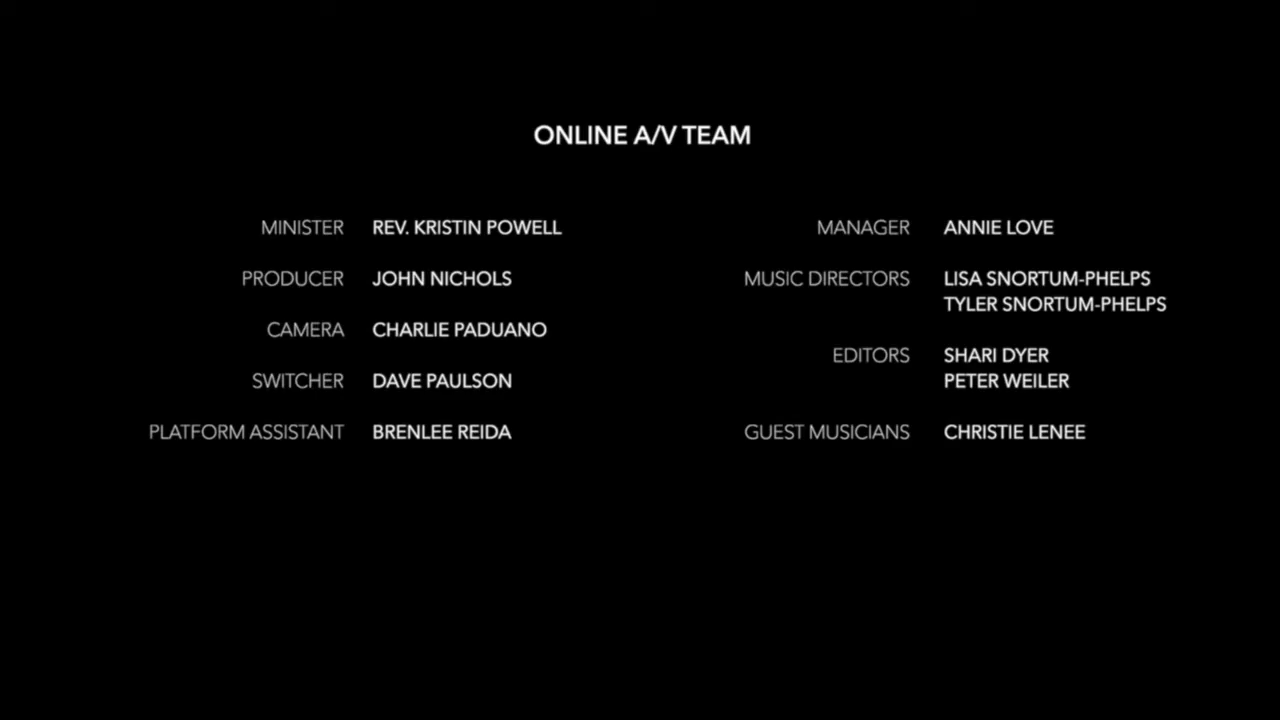 ONLINE A/V TEAM
MINISTER REV. KRISTIN POWELL
PRODUCER JOHN NICHOLS
CAMERA CHARLIE PADUANO
SWITCHER DAVE PAULSON
PLATFORM ASSISTANT BRENLEE REIDA
MANAGER ANNIE LOVE
MUSIC DIRECTORS LISA SNORTUM-PHELPS
TYLER SNORTUM-PHELPS
EDITORS SHARI DYER
PETER WEILER
GUEST MUSICIANS CHRISTIE LENEE